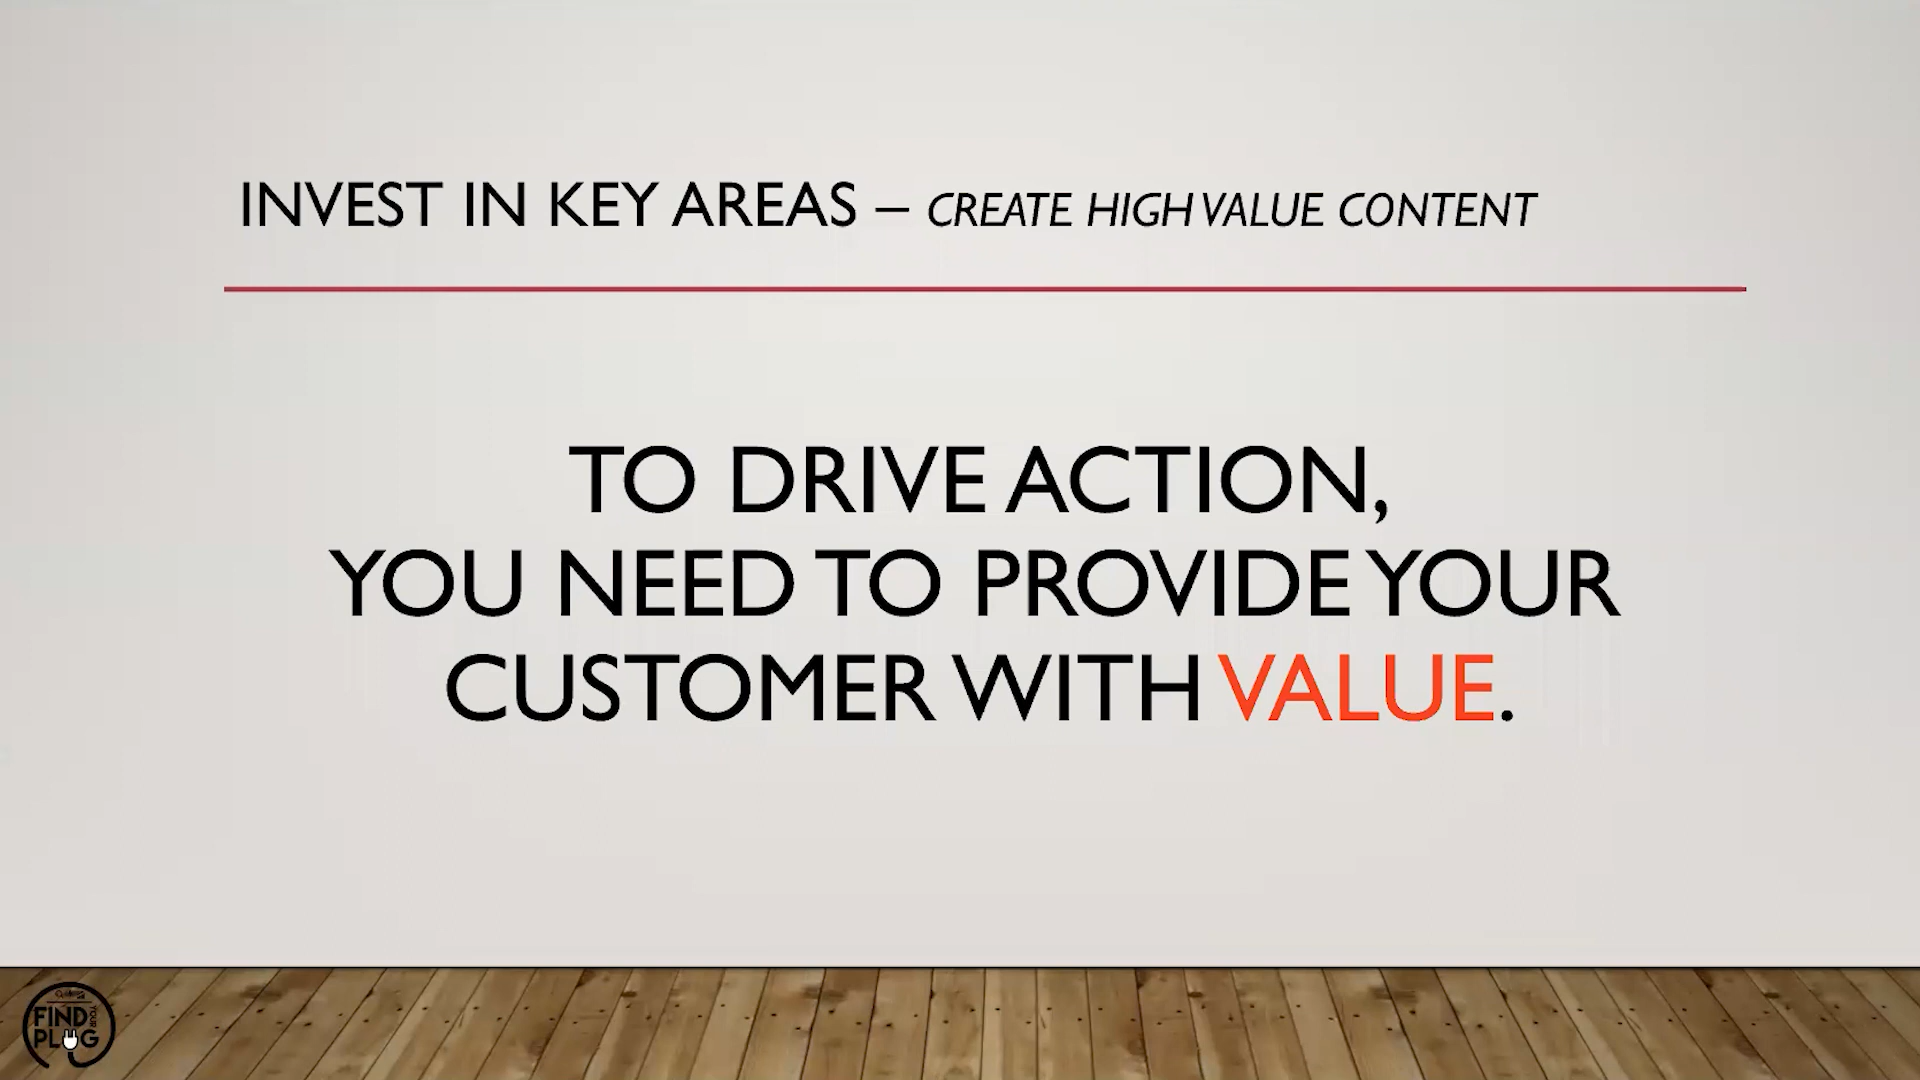 INVEST IN KEY AREAS – CREATE HIGH VALUE CONTENT
TO DRIVE ACTION,
YOU NEED TO PROVIDE YOUR
CUSTOMER WITH VALUE.
FIND YOUR
PLUG